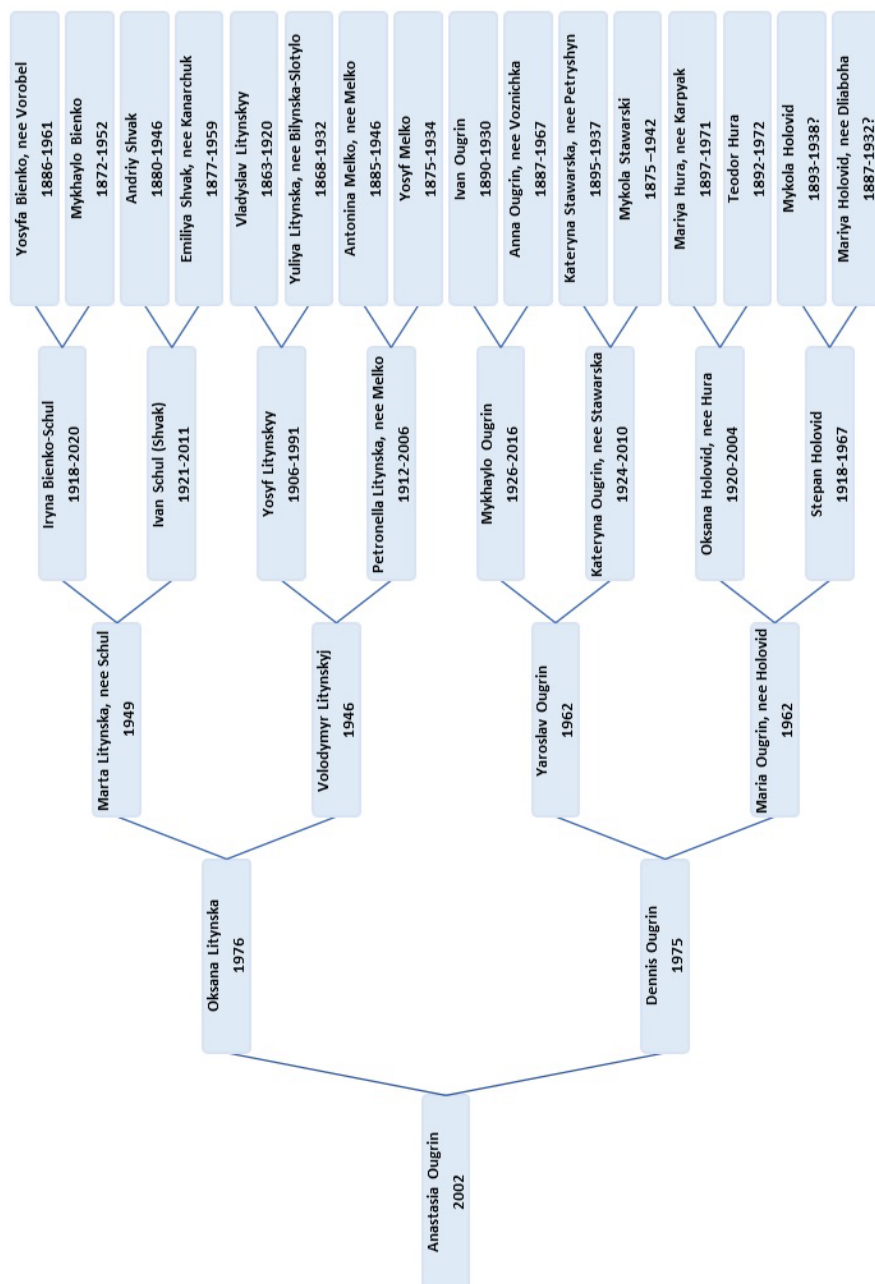 Yosyfa Bienko, nee Vorobel
1886-1961
Mykhaylo Bienko
1872-1952
Andriy Shvak
1880-1946
Emiliya Shvak, nee Kanarchuk
1877-1959
Vladyslav Litynskyy
1863-1920
Yuliya Litynska, nee Bilynska-Slotylo
1868-1932
Antonina Melko, nee Melko
1885-1946
Yosyf Melko
1875-1934
Ivan Ougrin
1890-1930
Anna Ougrin, nee Voznichka
1887-1967
Kateryna Stawarska, nee Petryshyn
1895-1937
Mykola Stawarski
1875 –1942
Mariya Hura, nee Karpyak
1897-1971
Teodor Hura
1892-1972
Mykola Holovid
1893-1938?
Mariya Holovid, nee Dliaboha
1887-1932?
Iryna Bienko-Schul
1918-2020
Ivan Schul (Shvak)
1921-2011
Yosyf Litynskyy
1906-1991
Petronella Litynska, nee Melko
1912-2006
Mykhaylo Ougrin
1926-2016
Kateryna Ougrin, nee Stawarska
1924-2010
Oksana Holovid, nee Hura
1920-2004
Stepan Holovid
1918-1967
Marta Litynska, nee Schul
1949
Volodymyr Litynskyj
1946
Yaroslav Ougrin
1962
Maria Ougrin, nee Holovid
1962
Oksana Litynska
1976
Dennis Ougrin
1975
Anastasia Ougrin
2002